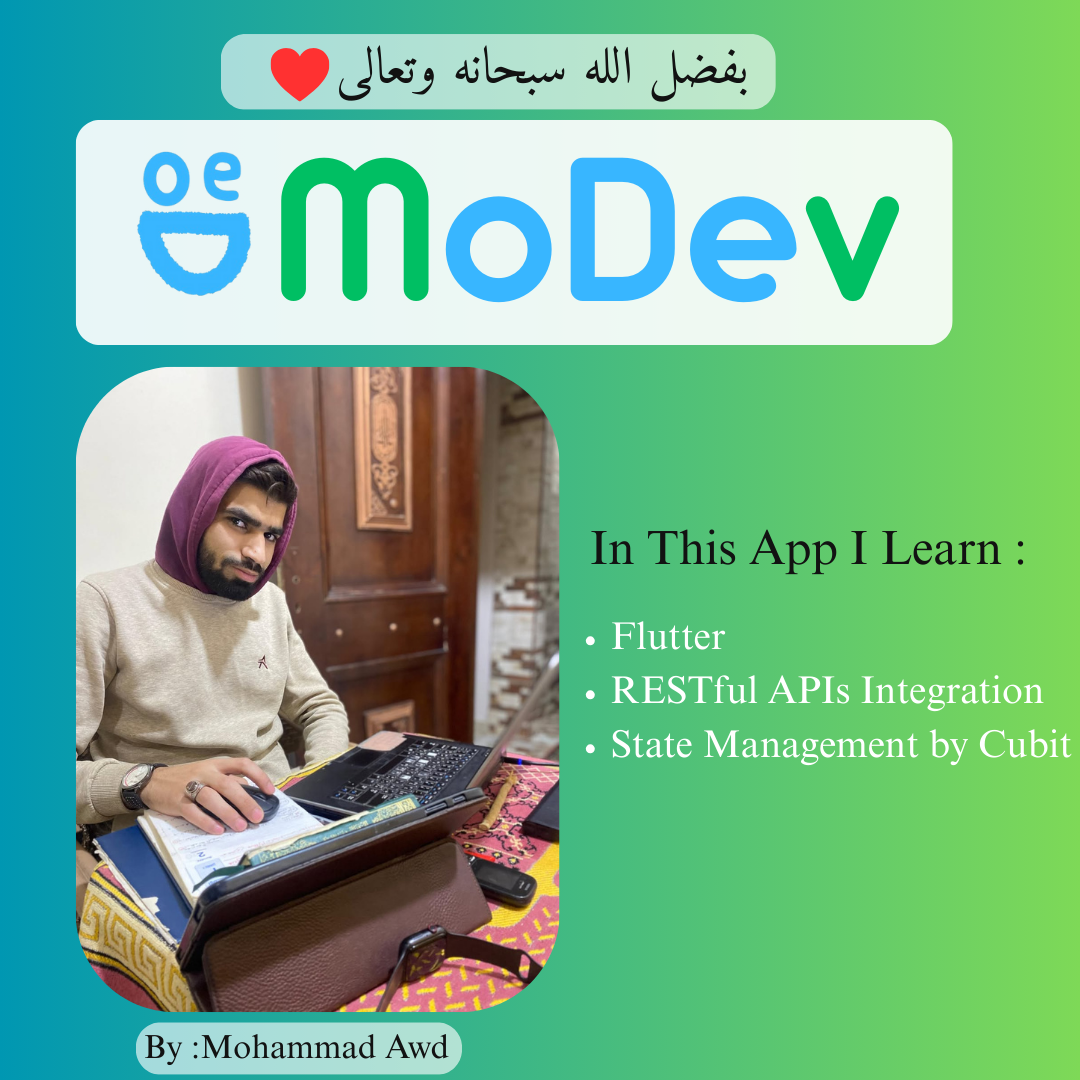 بفضل الله سبحانه وتعالى
MoDev
In This App I Learn :
• Flutter
• RESTful APIs Integration
• State Management by Cubit
By :Mohammad Awd